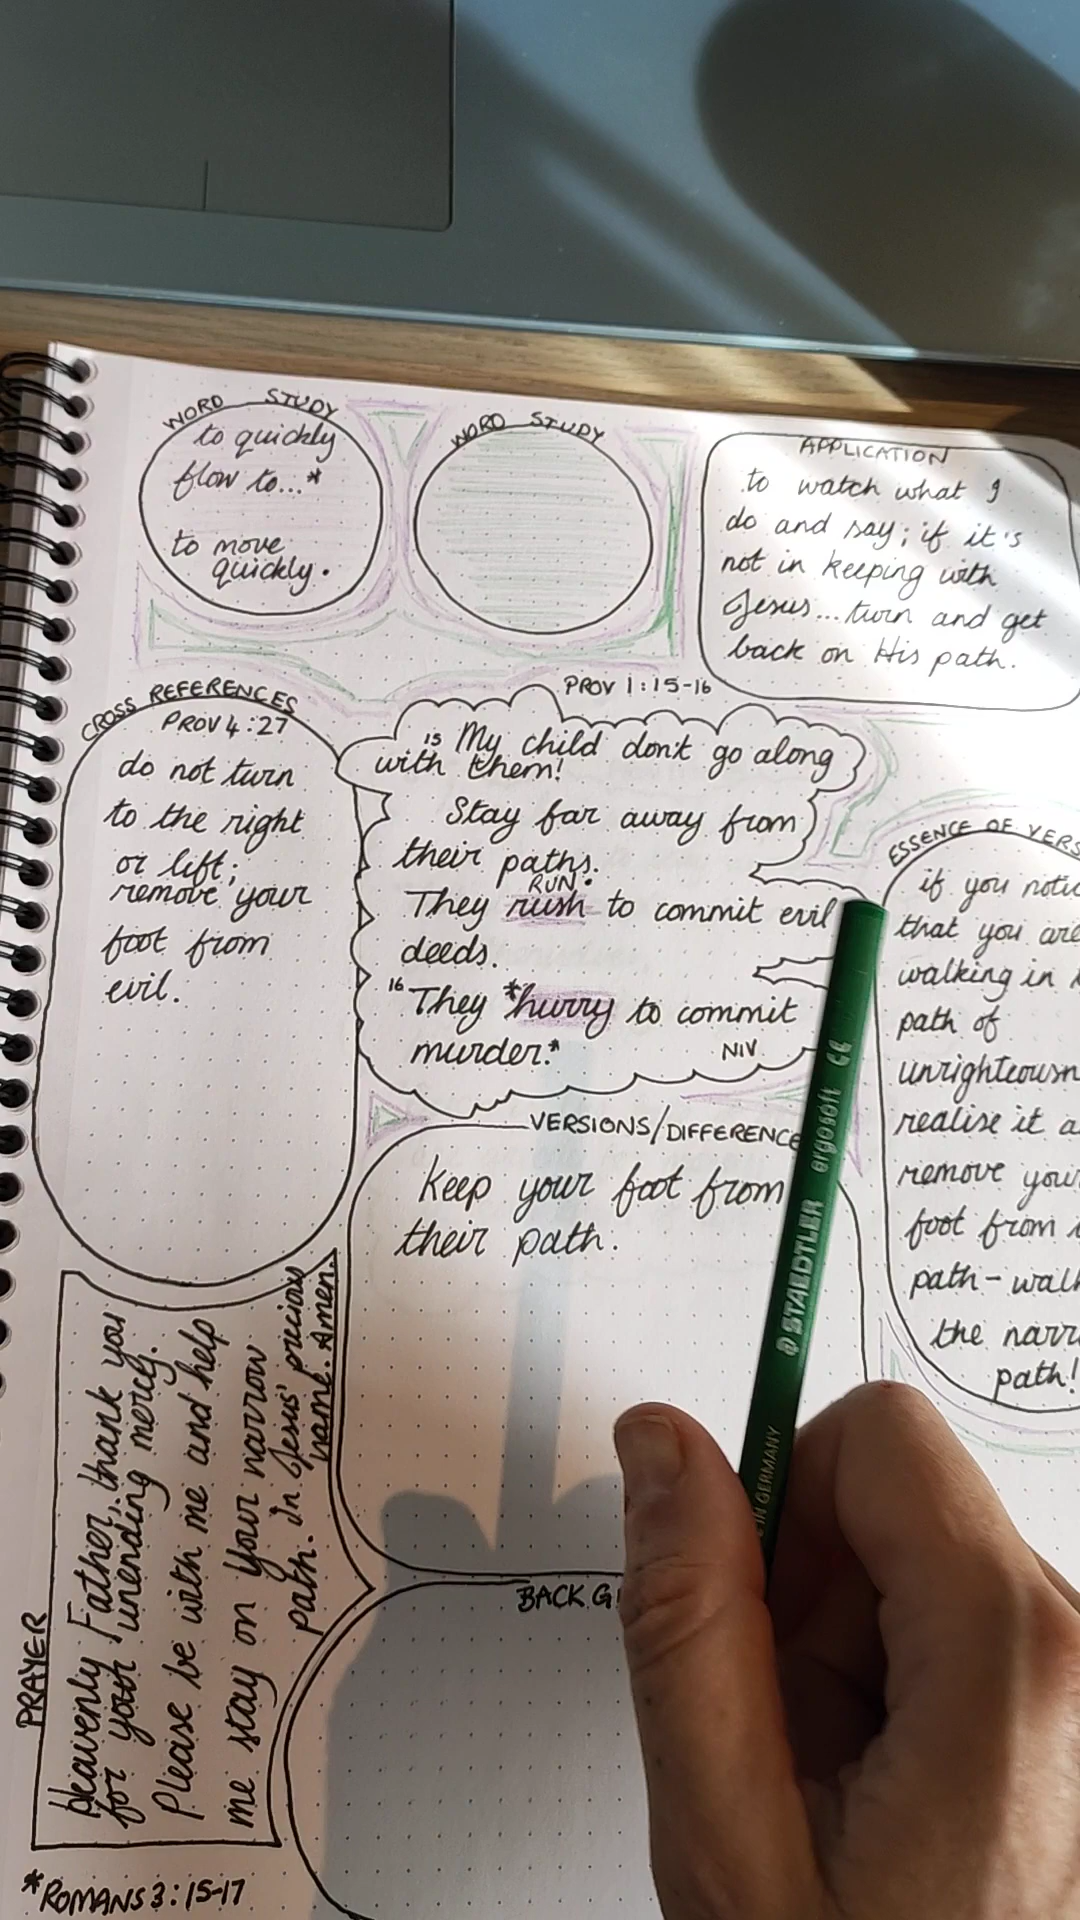 WORD STUDY
to quickly
flow to...*
to move
quickly.
WORD STUDY
APPLICATION
to watch what I
do and say; if it's
not in keeping with
Jesus...turn and get
back on His path.
CROSS REFERENCES
PROV 4:27
do not turn
to the right
or left;
remove your
foot from
evil.
PROV 1:15-16
15 My child don't go along
with them!
Stay far away from
their paths.
RUN.
They rush to commit evil
deeds.
16 They *hurry to commit
murder.*
NIV
ESSENCE OF
if you
that you are
walking in
path of
realise it
remove
foot from
path-
the
path!
VERSIONS/DIFFERENCE
Keep your foot from
their path.
PRAYER
Heavenly Father, thank you
for your unending mercy.
Please be with me and help
me stay on your narrow
path. In Jesus' precious
name. Amen.
BACK
*ROMANS 3:15-17
STAEDTLER ergosoft
IN GERMANY